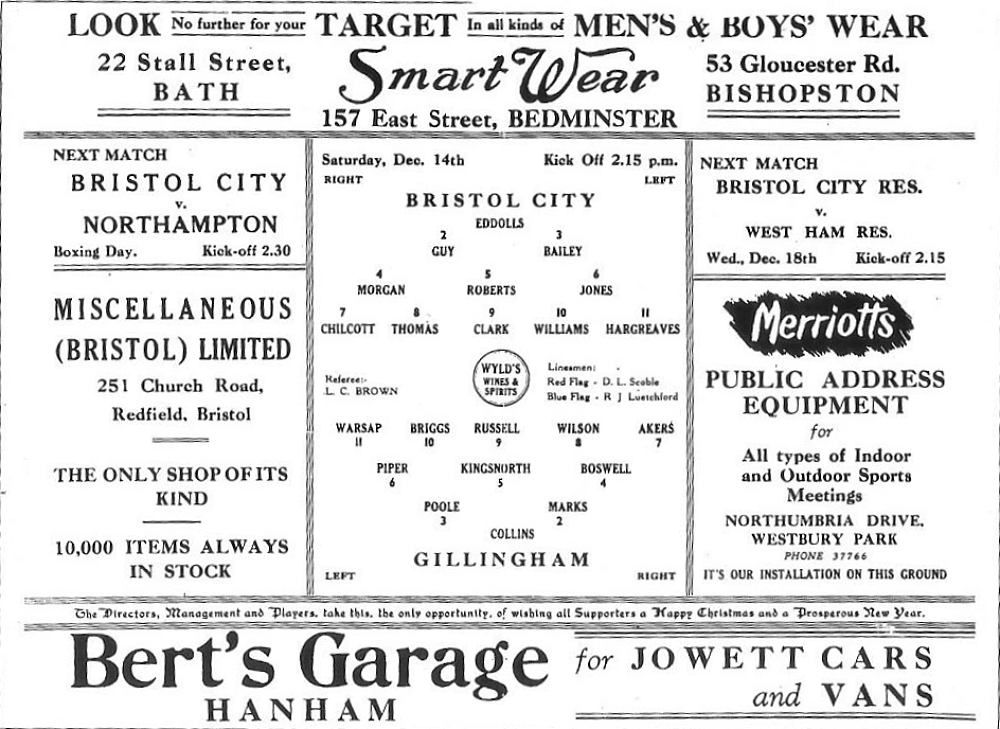 LOOK No further for your TARGET In all kinds of MEN'S & BOYS' WEAR
22 Stall Street,
BATH
Smart Wear
157 East Street, BEDMINSTER
53 Gloucester Rd.
BISHOPSTON
NEXT MATCH
BRISTOL CITY
v.
NORTHAMPTON
Boxing Day. Kick-off 2.30
MISCELLANEOUS
(BRISTOL) LIMITED
251 Church Road,
Redfield, Bristol
THE ONLY SHOP OF ITS
KIND
10,000 ITEMS ALWAYS
IN STOCK
Saturday, Dec. 14th Kick Off 2.15 p.m.
RIGHT LEFT
BRISTOL CITY
EDDOLLS
2 3
GUY BAILEY
4 5 6
MORGAN ROBERTS JONES
7 8 9 10 11
CHILCOTT THOMAS CLARK WILLIAMS HARGREAVES
Referee:-
L. C. BROWN
WYLD'S
WINES &
SPIRITS
Linesmen:
Red Flag - D. L. Scoble
Blue Flag - R J Luetchford
WARSAP BRIGGS RUSSELL WILSON AKERS
11 10 9 8 7
PIPER KINGSNORTH BOSWELL
6 5 4
POOLE MARKS
3 2
COLLINS
GILLINGHAM
LEFT RIGHT
NEXT MATCH
BRISTOL CITY RES.
v.
WEST HAM RES.
Wed., Dec. 18th Kick-off 2.15
Merriotts
PUBLIC ADDRESS
EQUIPMENT
for
All types of Indoor
and Outdoor Sports
Meetings
NORTHUMBRIA DRIVE,
WESTBURY PARK
PHONE 37766
IT'S OUR INSTALLATION ON THIS GROUND
The Directors, Management and Players, take this, the only opportunity, of wishing all Supporters a Happy Christmas and a Prosperous New Year.
Bert's Garage
HANHAM
for JOWETT CARS
and VANS